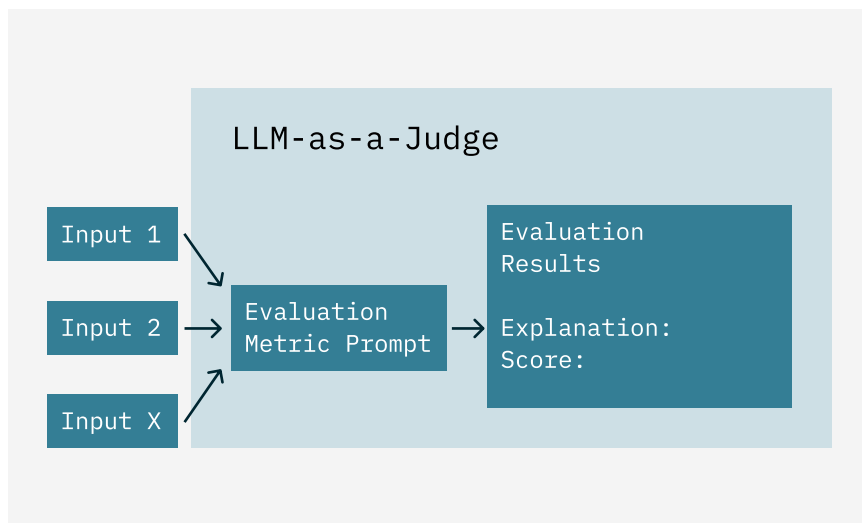 LLM-as-a-Judge
Input 1
Input 2
Input X
Evaluation
Metric Prompt
Evaluation
Results
Explanation:
Score: